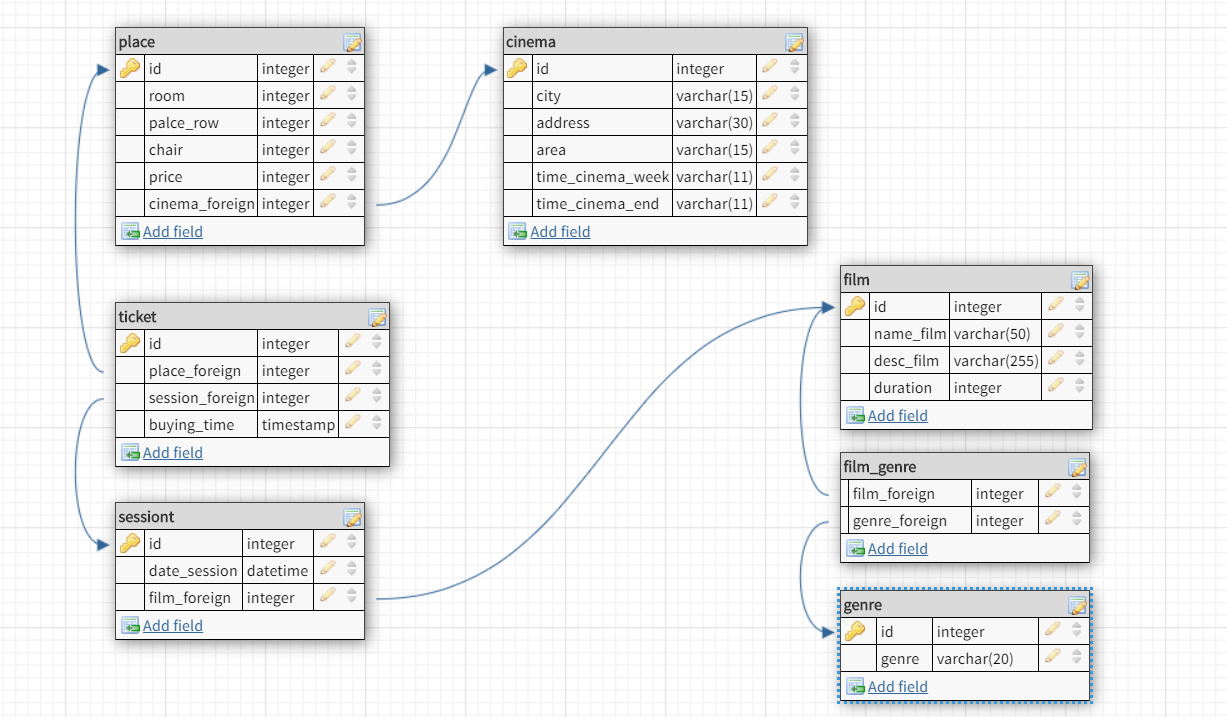 place
id integer
room integer
palce_row integer
chair integer
price integer
cinema_foreign integer
Add field
cinema
id integer
city varchar(15)
address varchar(30)
area varchar(15)
time_cinema_week varchar(11)
time_cinema_end varchar(11)
Add field
ticket
id integer
place_foreign integer
session_foreign integer
buying_time timestamp
Add field
sessiont
id integer
date_session datetime
film_foreign integer
Add field
film
id integer
name_film varchar(50)
desc_film varchar(255)
duration integer
Add field
film_genre
film_foreign integer
genre_foreign integer
Add field
genre
id integer
genre varchar(20)
Add field